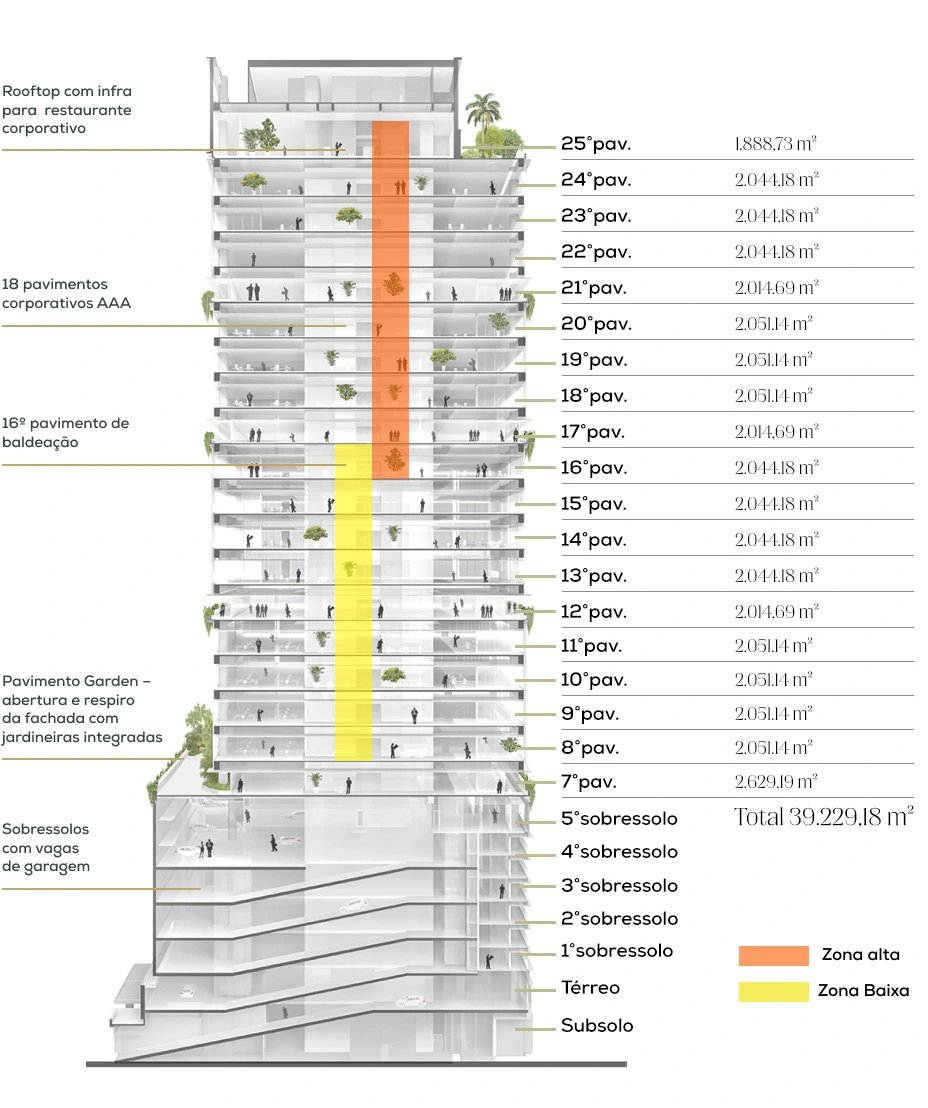 Rooftop com infra
para restaurante
corporativo
18 pavimentos
corporativos AAA
16º pavimento de
baldeação
Pavimento Garden –
abertura e respiro
da fachada com
jardineiras integradas
Sobressolos
com vagas
de garagem
25°pav. 1.888,73 m²
24°pav. 2.044,18 m²
23°pav. 2.044,18 m²
22°pav. 2.044,18 m²
21°pav. 2.014,69 m²
20°pav. 2.051,14 m²
19°pav. 2.051,14 m²
18°pav. 2.051,14 m²
17°pav. 2.014,69 m²
16°pav. 2.044,18 m²
15°pav. 2.044,18 m²
14°pav. 2.044,18 m²
13°pav. 2.044,18 m²
12°pav. 2.014,69 m²
11°pav. 2.051,14 m²
10°pav. 2.051,14 m²
9°pav. 2.051,14 m²
8°pav. 2.051,14 m²
7°pav. 2.629,19 m²
5°sobressolo Total 39.229,18 m²
4°sobressolo
3°sobressolo
2°sobressolo
1°sobressolo
Térreo
Subsolo
Zona alta
Zona Baixa